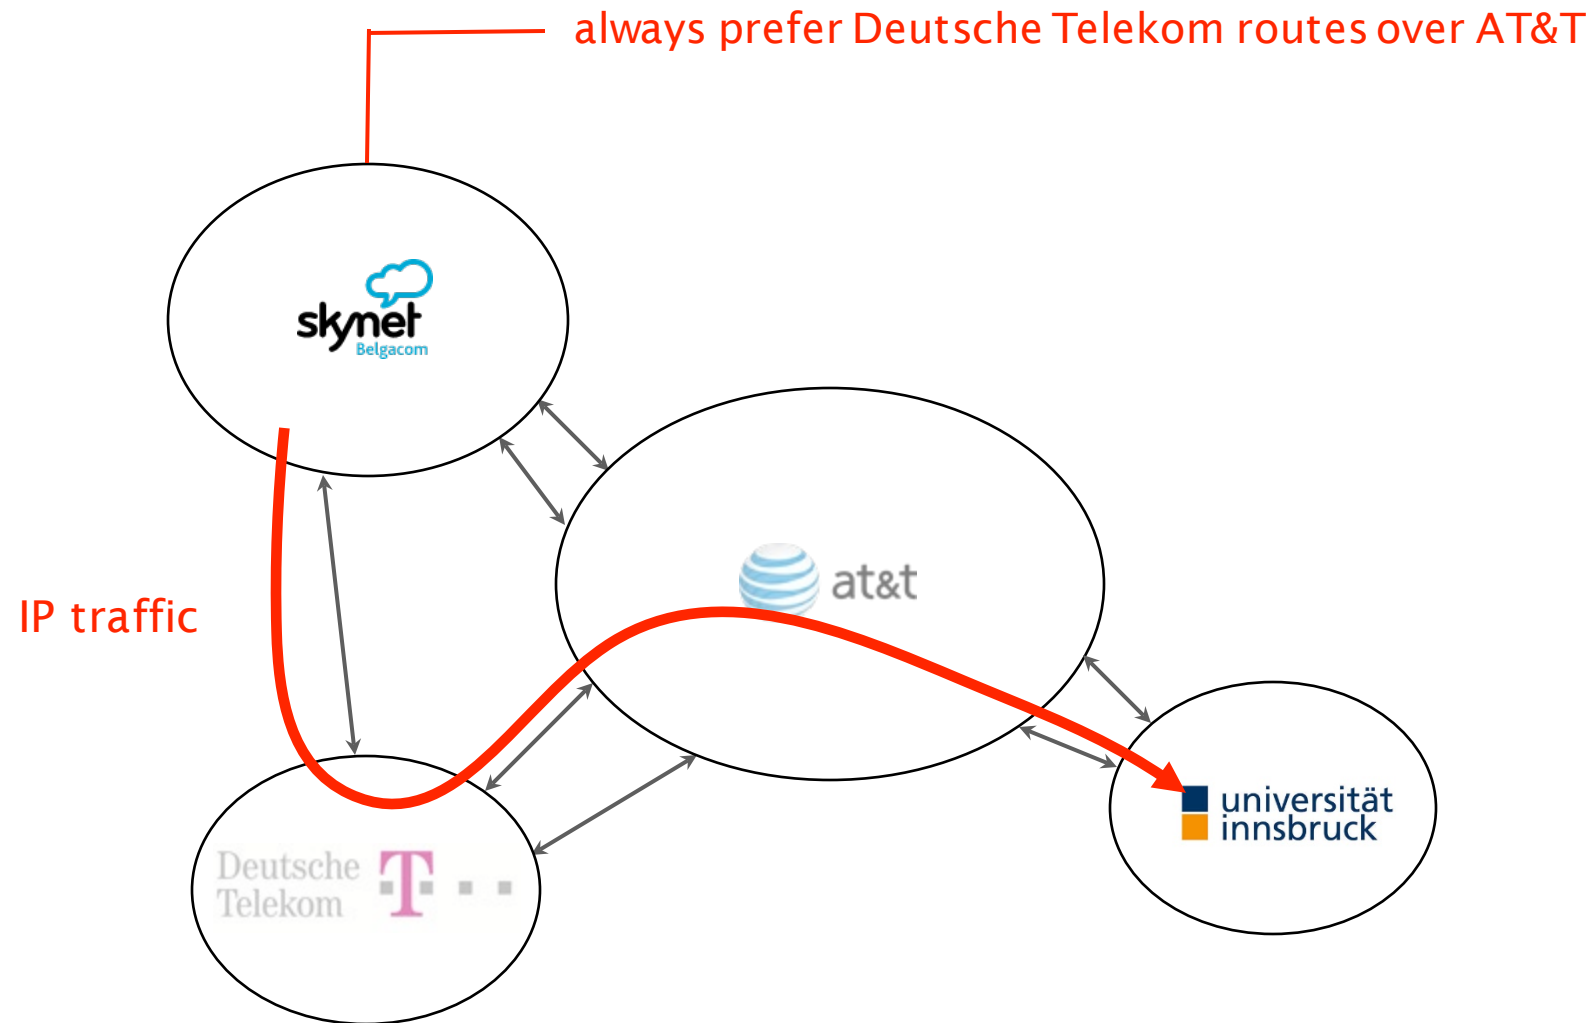 always prefer Deutsche Telekom routes over AT&T
skynet
Belgacom
at&t
IP traffic
universität
innsbruck
Deutsche
Telekom
T